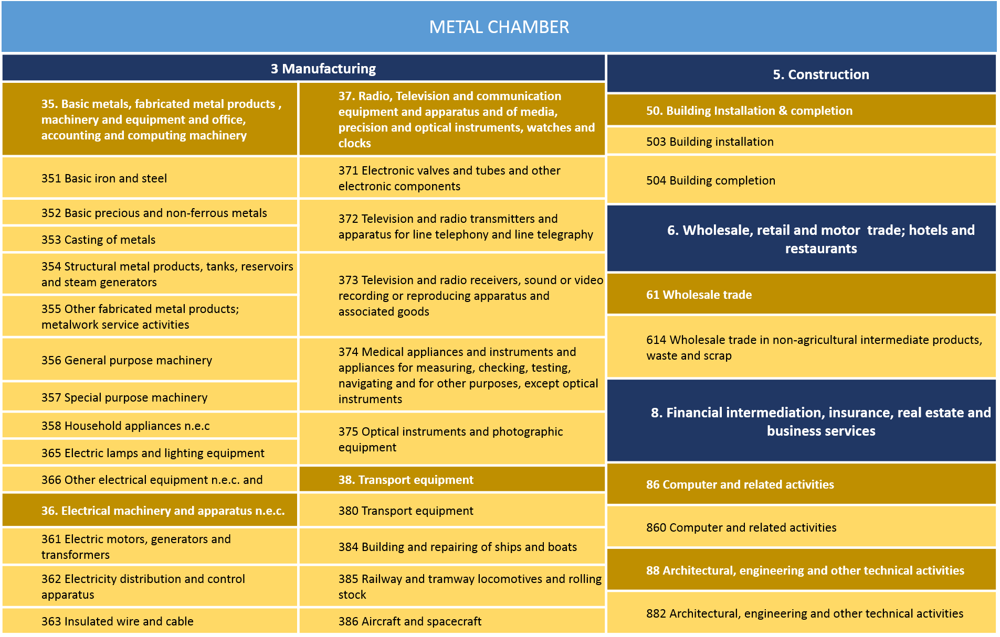 METAL CHAMBER
3 Manufacturing
35. Basic metals, fabricated metal products ,
machinery and equipment and office,
accounting and computing machinery
351 Basic iron and steel
352 Basic precious and non-ferrous metals
353 Casting of metals
354 Structural metal products, tanks, reservoirs
and steam generators
355 Other fabricated metal products;
metalwork service activities
356 General purpose machinery
357 Special purpose machinery
358 Household appliances n.e.c
365 Electric lamps and lighting equipment
366 Other electrical equipment n.e.c. and
36. Electrical machinery and apparatus n.e.c.
361 Electric motors, generators and
transformers
362 Electricity distribution and control
apparatus
363 Insulated wire and cable
37. Radio, Television and communication
equipment and apparatus and of media,
precision and optical instruments, watches and
clocks
371 Electronic valves and tubes and other
electronic components
372 Television and radio transmitters and
apparatus for line telephony and line telegraphy
373 Television and radio receivers, sound or video
recording or reproducing apparatus and
associated goods
374 Medical appliances and instruments and
appliances for measuring, checking, testing,
navigating and for other purposes, except optical
instruments
375 Optical instruments and photographic
equipment
38. Transport equipment
380 Transport equipment
384 Building and repairing of ships and boats
385 Railway and tramway locomotives and rolling
stock
386 Aircraft and spacecraft
5. Construction
50. Building Installation & completion
503 Building installation
504 Building completion
6. Wholesale, retail and motor trade; hotels and
restaurants
61 Wholesale trade
614 Wholesale trade in non-agricultural intermediate products,
waste and scrap
8. Financial intermediation, insurance, real estate and
business services
86 Computer and related activities
860 Computer and related activities
88 Architectural, engineering and other technical activities
882 Architectural, engineering and other technical activities